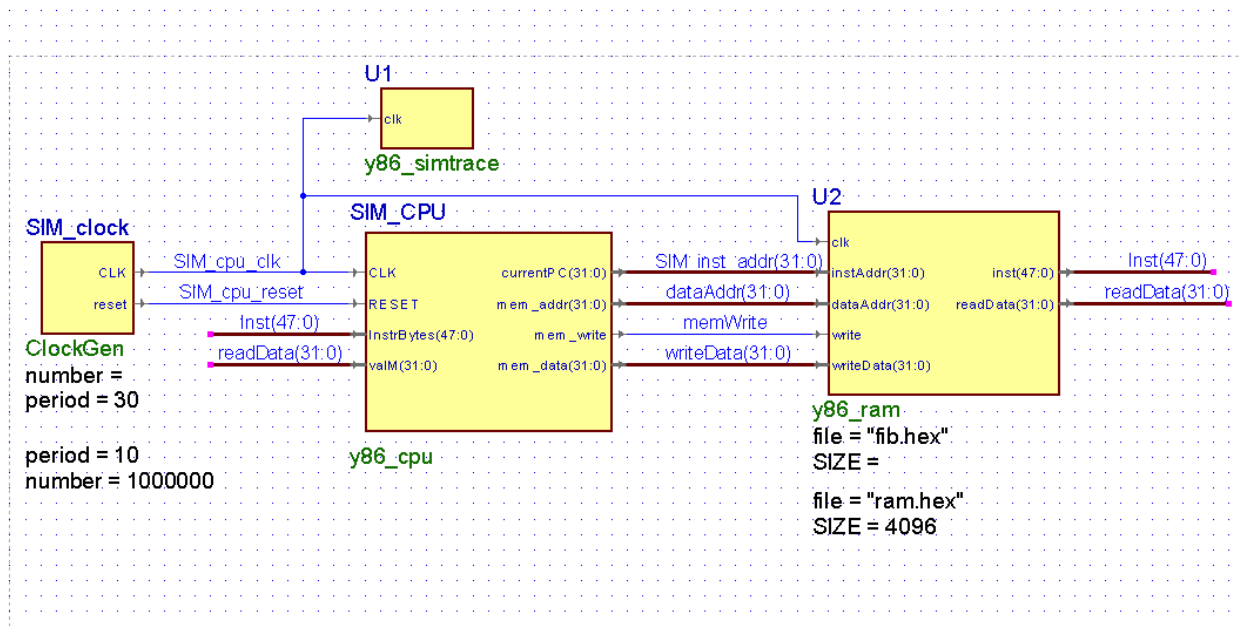 U1
clk
y86_simtrace
SIM_clock
CLK
reset
ClockGen
number =
period = 30
period = 10
number = 1000000
SIM_cpu_clk
SIM_cpu_reset
Inst(47:0)
readData(31:0)
SIM_CPU
CLK
RESET
InstrBytes(47:0)
valM(31:0)
currentPC(31:0)
mem_addr(31:0)
mem_write
mem_data(31:0)
y86_cpu
SIM_inst_addr(31:0)
dataAddr(31:0)
memWrite
writeData(31:0)
U2
clk
instAddr(31:0)
dataAddr(31:0)
write
writeData(31:0)
inst(47:0)
readData(31:0)
y86_ram
file = "fib.hex"
SIZE =
file = "ram.hex"
SIZE = 4096
Inst(47:0)
readData(31:0)